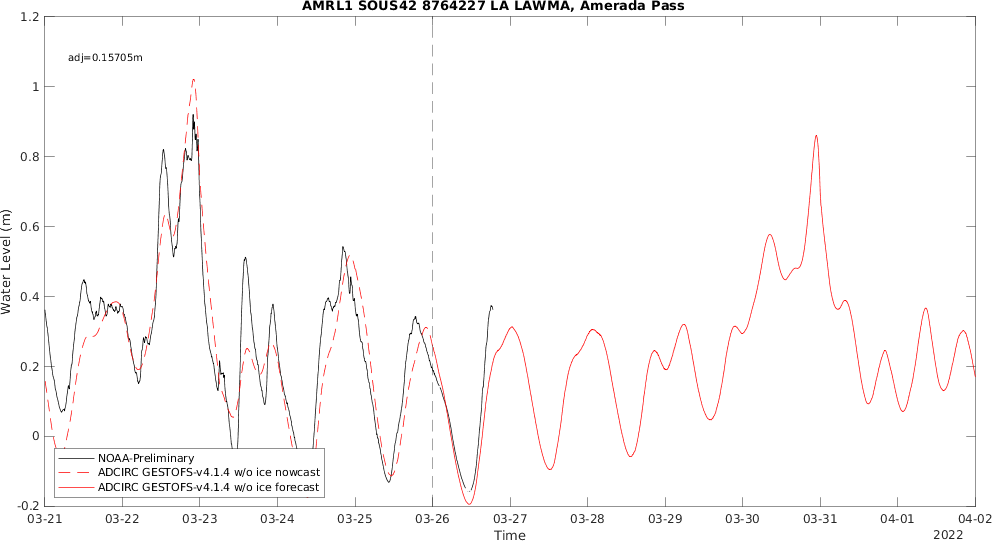 AMRL1 SOUS42 8764227 LA LAWMA, Amerada Pass
adj=0.15705m
Water Level (m)
1.2
1
0.8
0.6
0.4
0.2
0
-0.2
NOAA-Preliminary
ADCIRC GESTOFS-v4.1.4 w/o ice nowcast
ADCIRC GESTOFS-v4.1.4 w/o ice forecast
03-21 03-22 03-23 03-24 03-25 03-26 03-27 03-28 03-29 03-30 03-31 04-01 04-02
Time
2022